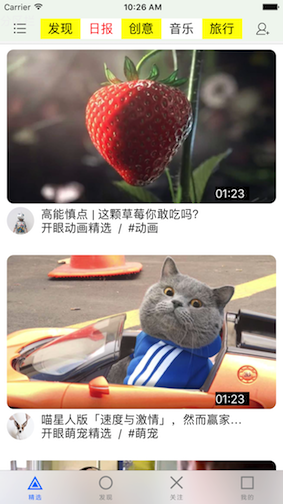 Carrier 10:26 AM
发现 日报 创意 音乐 旅行
01:23
高能慎点 | 这颗草莓你敢吃吗?
开眼动画精选 / #动画
01:23
喵星人版「速度与激情」，然而赢家...
开眼萌宠精选 / #萌宠
精选 发现 关注 我的